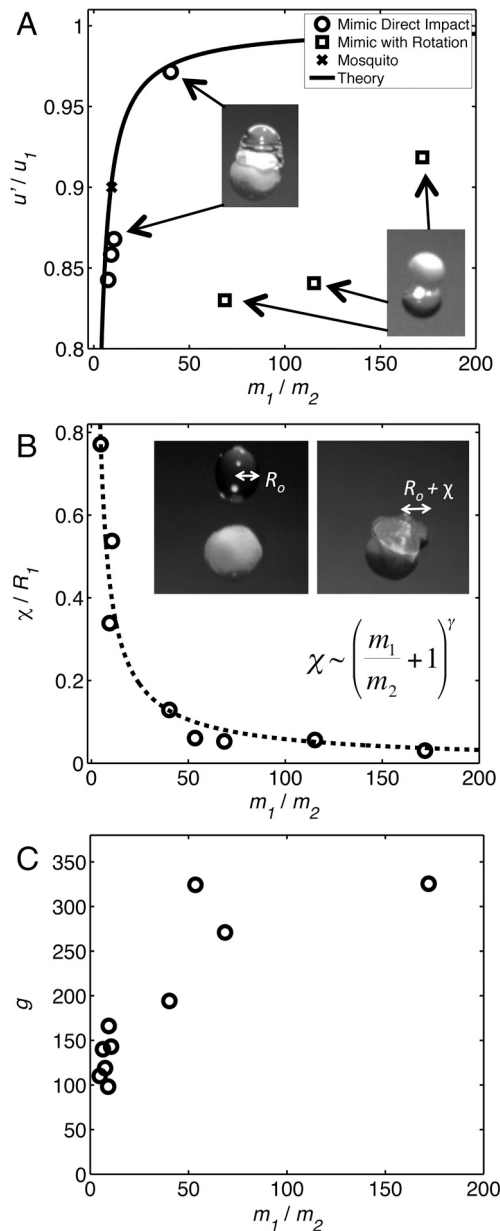 A
u'/u₁
1
0.95
0.9
0.85
0.8
Mimic Direct Impact
Mimic with Rotation
Mosquito
Theory
0 50 100 150 200
m₁/m₂
B
χ/R₁
0.8
0.6
0.4
0.2
0
Rₒ
Rₒ + χ
χ ~ (m₁/m₂ + 1)^γ
0 50 100 150 200
m₁/m₂
C
g
350
300
250
200
150
100
50
0
0 50 100 150 200
m₁/m₂